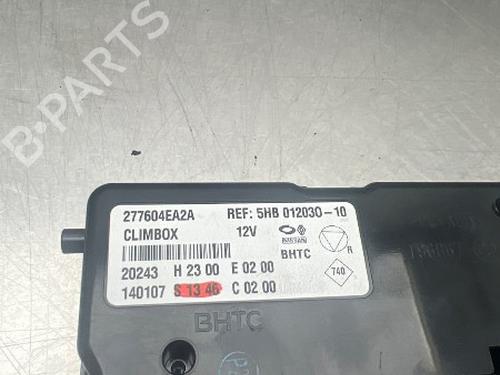 B-PARTS
277604EA2A REF: 5HB 012030-10
CLIMBOX 12V NISSAN R
BHTC
20243 H 23 00 E 02 00 740
140107 S 13 46 C 02 00
BHTC